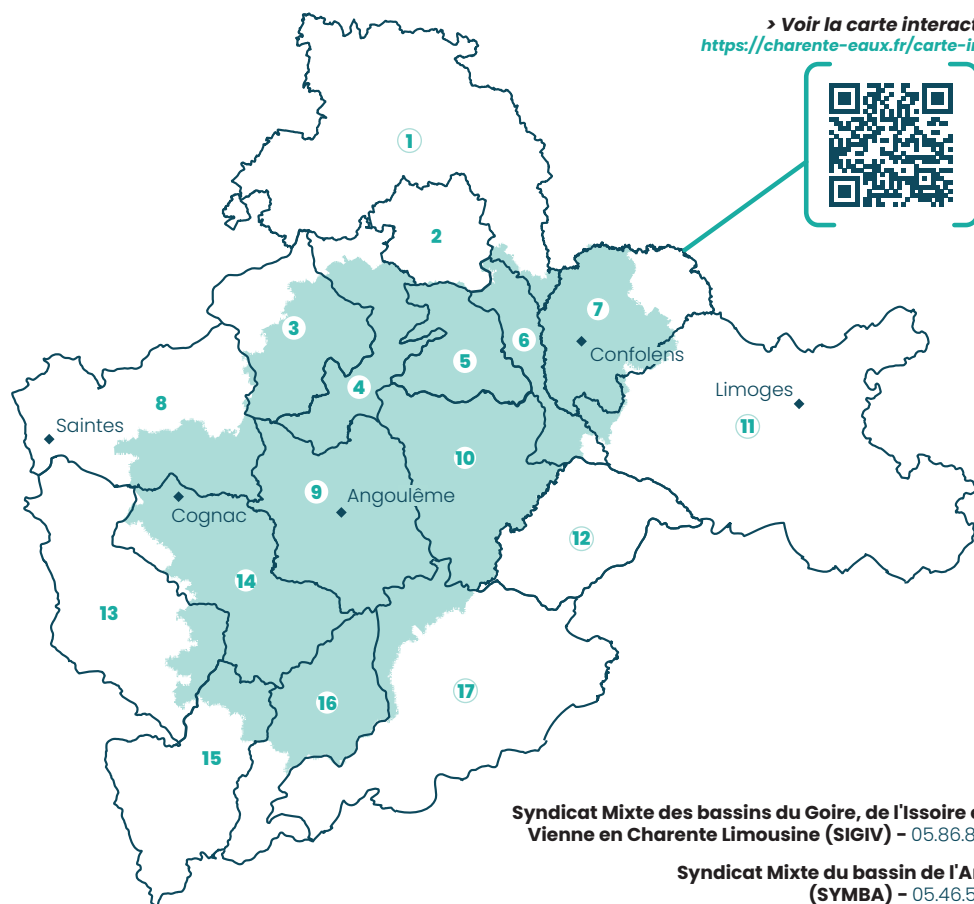 > Voir la carte interact
https://charente-eaux.fr/carte-in
1
2
3
7
6
5
Confolens
4
Limoges
8
11
Saintes
10
9
Angoulême
Cognac
12
14
13
17
16
15
Syndicat Mixte des bassins du Goire, de l'Issoire
Vienne en Charente Limousine (SIGIV) - 05.86.8
Syndicat Mixte du bassin de l'A
(SYMBA) - 05.46.5